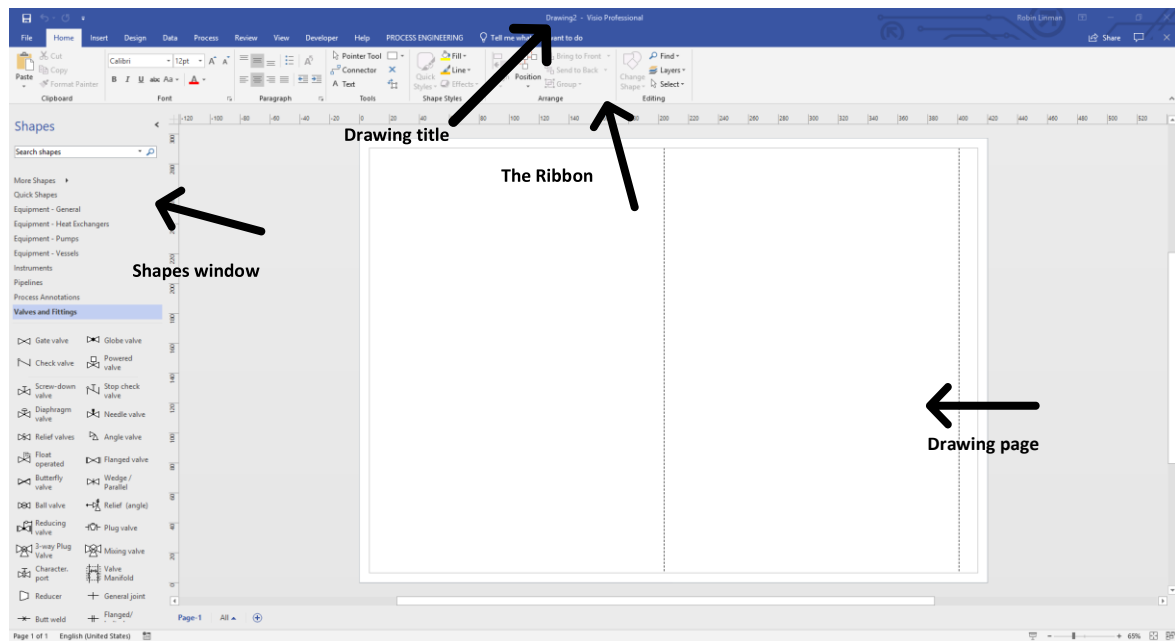 Drawing2 - Visio Professional
Robin Linman
File Home Insert Design Data Process Review View Developer Help PROCESS ENGINEERING Tell me what want to do Share
Cut
Copy
Format Painter
Paste
Clipboard
Calibri 12pt A A
B I U abc Aa A
Font
Paragraph
Pointer Tool
Connector
A Text
Tools
Quick Styles
Fill
Line
Effects
Shape Styles
Position
Bring to Front
Send to Back
Group
Arrange
Change Shape
Find
Layers
Select
Editing
Shapes
Search shapes
More Shapes
Quick Shapes
Equipment - General
Equipment - Heat Exchangers
Equipment - Pumps
Equipment - Vessels
Instruments
Pipelines
Process Annotations
Valves and Fittings
Gate valve Globe valve
Check valve Powered valve
Screw-down valve Stop check valve
Diaphragm valve Needle valve
Relief valves Angle valve
Float operated Flanged valve
Butterfly valve Wedge / Parallel
Ball valve Relief (angle)
Reducing valve Plug valve
3-way Plug Valve Mixing valve
Character. port Valve Manifold
Reducer General joint
Butt weld Flanged/
Drawing title
The Ribbon
Shapes window
Drawing page
Page-1 All
Page 1 of 1 English (United States) 65%